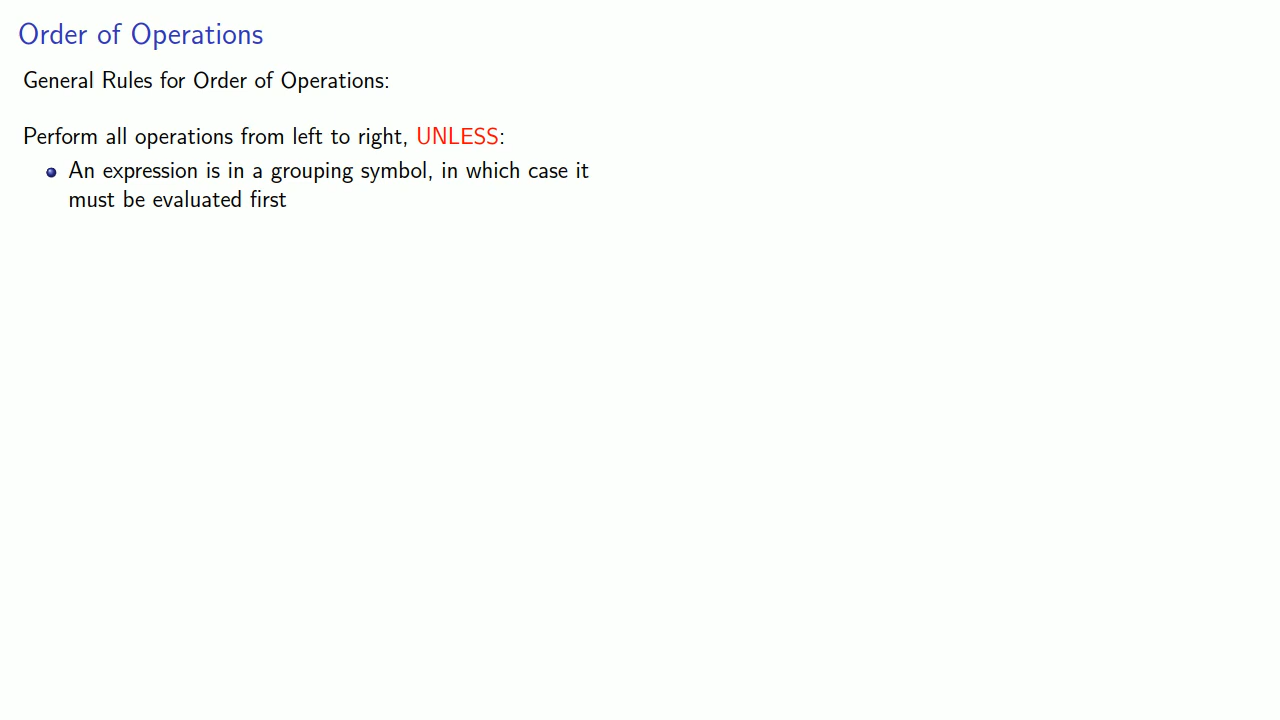 Order of Operations
General Rules for Order of Operations:
Perform all operations from left to right, UNLESS:
An expression is in a grouping symbol, in which case it
must be evaluated first